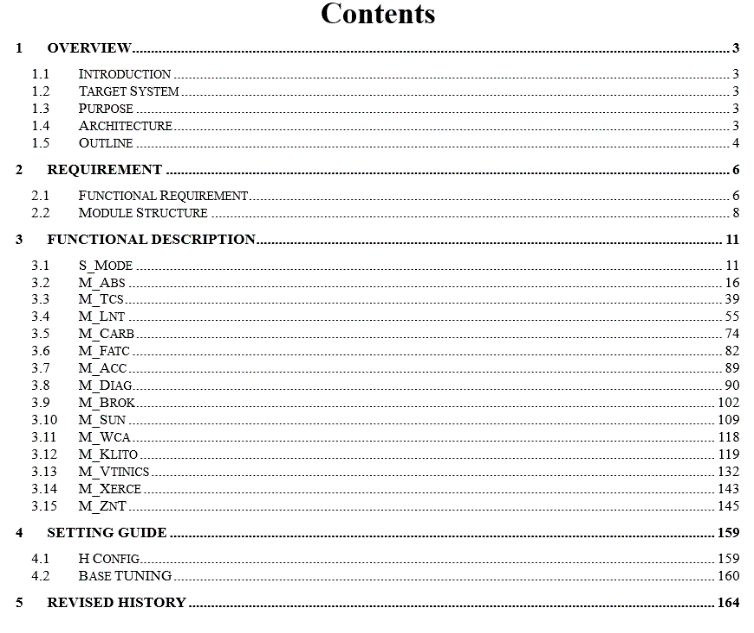 Contents
1 OVERVIEW 3
1.1 INTRODUCTION 3
1.2 TARGET SYSTEM 3
1.3 PURPOSE 3
1.4 ARCHITECTURE 3
1.5 OUTLINE 4
2 REQUIREMENT 6
2.1 FUNCTIONAL REQUIREMENT 6
2.2 MODULE STRUCTURE 8
3 FUNCTIONAL DESCRIPTION 11
3.1 S_MODE 11
3.2 M_ABS 16
3.3 M_TCS 39
3.4 M_LNT 55
3.5 M_CARB 74
3.6 M_FATC 82
3.7 M_ACC 89
3.8 M_DIAG 90
3.9 M_BROK 102
3.10 M_SUN 109
3.11 M_WCA 118
3.12 M_KLITO 119
3.13 M_VTINICS 132
3.14 M_XERCE 143
3.15 M_ZNT 145
4 SETTING GUIDE 159
4.1 H CONFIG 159
4.2 BASE TUNING 160
5 REVISED HISTORY 164